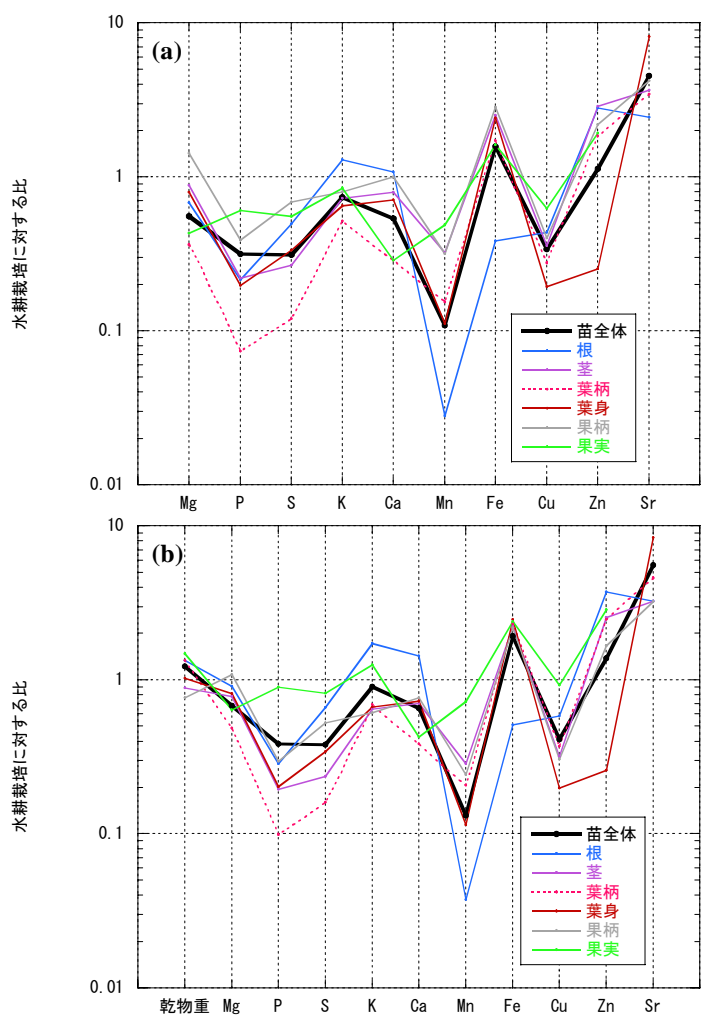 (a)
水耕栽培に対する比
10
1
0.1
0.01
Mg P S K Ca Mn Fe Cu Zn Sr
苗全体
根
茎
葉柄
葉身
果柄
果実
(b)
水耕栽培に対する比
10
1
0.1
0.01
乾物重 Mg P S K Ca Mn Fe Cu Zn Sr
苗全体
根
茎
葉柄
葉身
果柄
果実